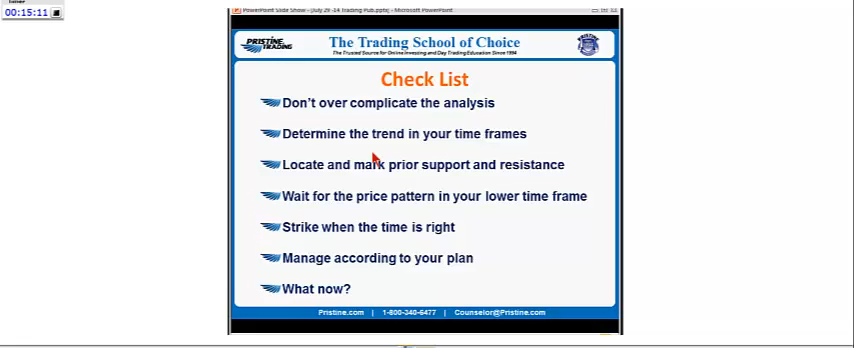 00:15:11
PowerPoint Slide Show - [July 29 -14 Trading Pub.pptx] - Microsoft PowerPoint
PRISTINE TRADING
The Trading School of Choice
The Trusted Source for Online Investing and Day Trading Education Since 1994
Check List
Don't over complicate the analysis
Determine the trend in your time frames
Locate and mark prior support and resistance
Wait for the price pattern in your lower time frame
Strike when the time is right
Manage according to your plan
What now?
Pristine.com | 1-800-340-6477 | Counselor@Pristine.com